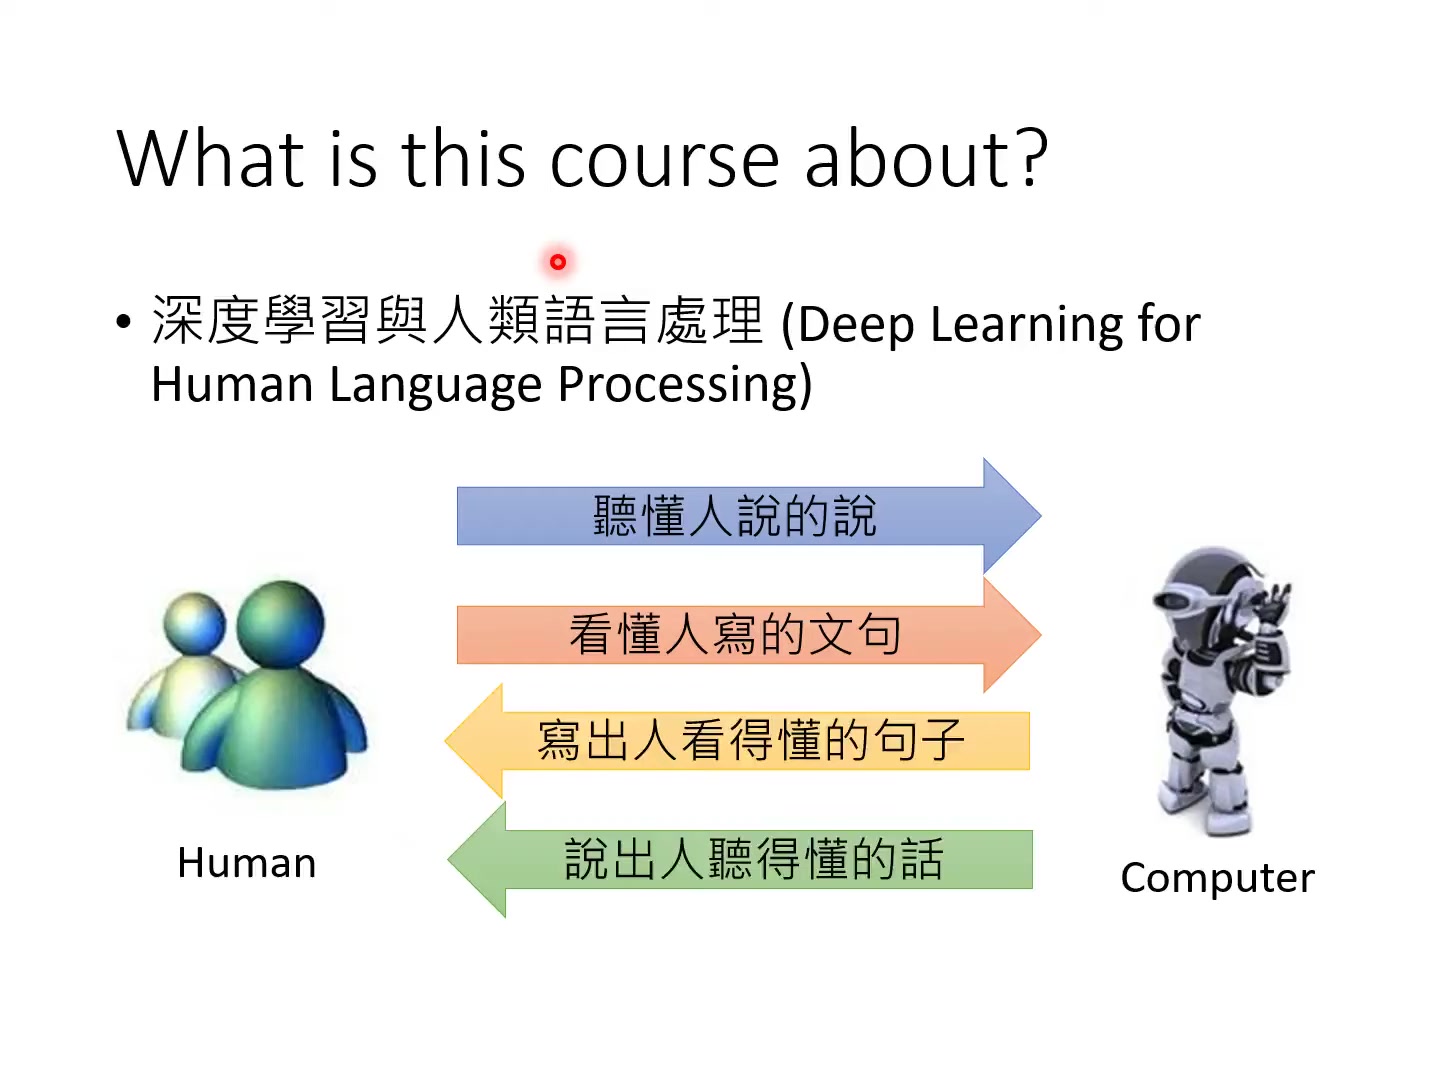 What is this course about?
• 深度學習與人類語言處理 (Deep Learning for
Human Language Processing)
聽懂人說的說
看懂人寫的文句
寫出人看得懂的句子
說出人聽得懂的話
Human
Computer